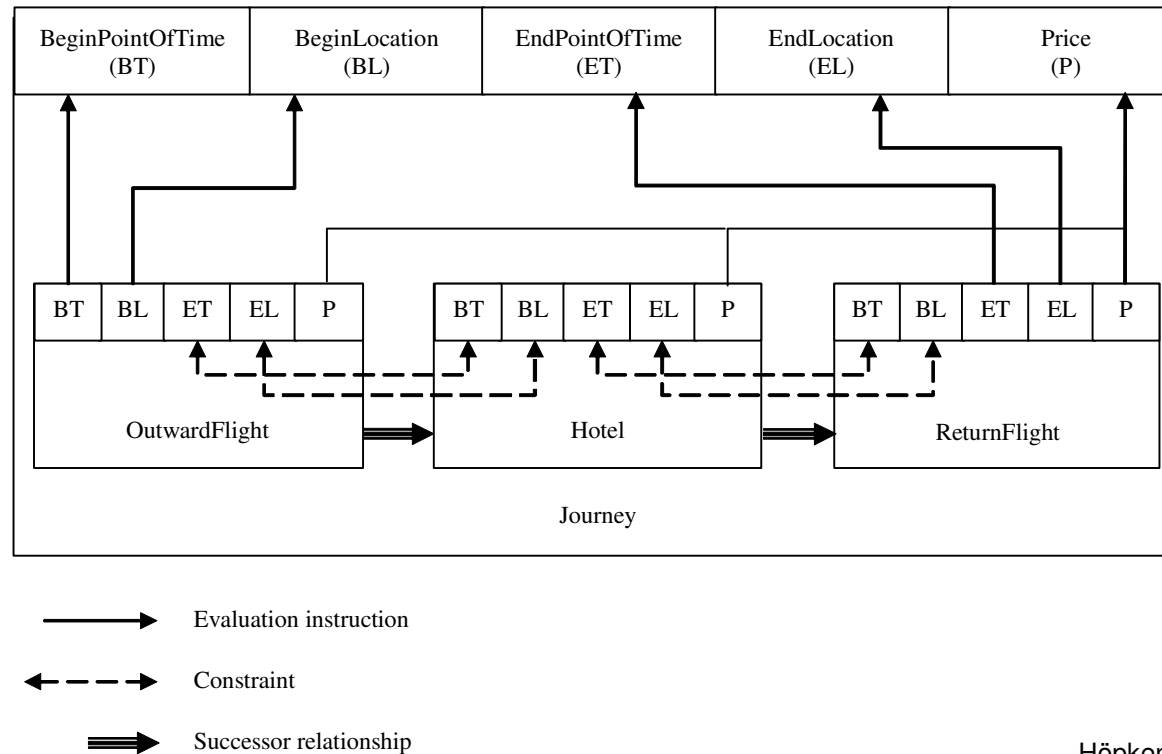 BeginPointOfTime
(BT)
BeginLocation
(BL)
EndPointOfTime
(ET)
EndLocation
(EL)
Price
(P)
BT BL ET EL P
BT BL ET EL P
BT BL ET EL P
OutwardFlight
Hotel
ReturnFlight
Journey
Evaluation instruction
Constraint
Successor relationship